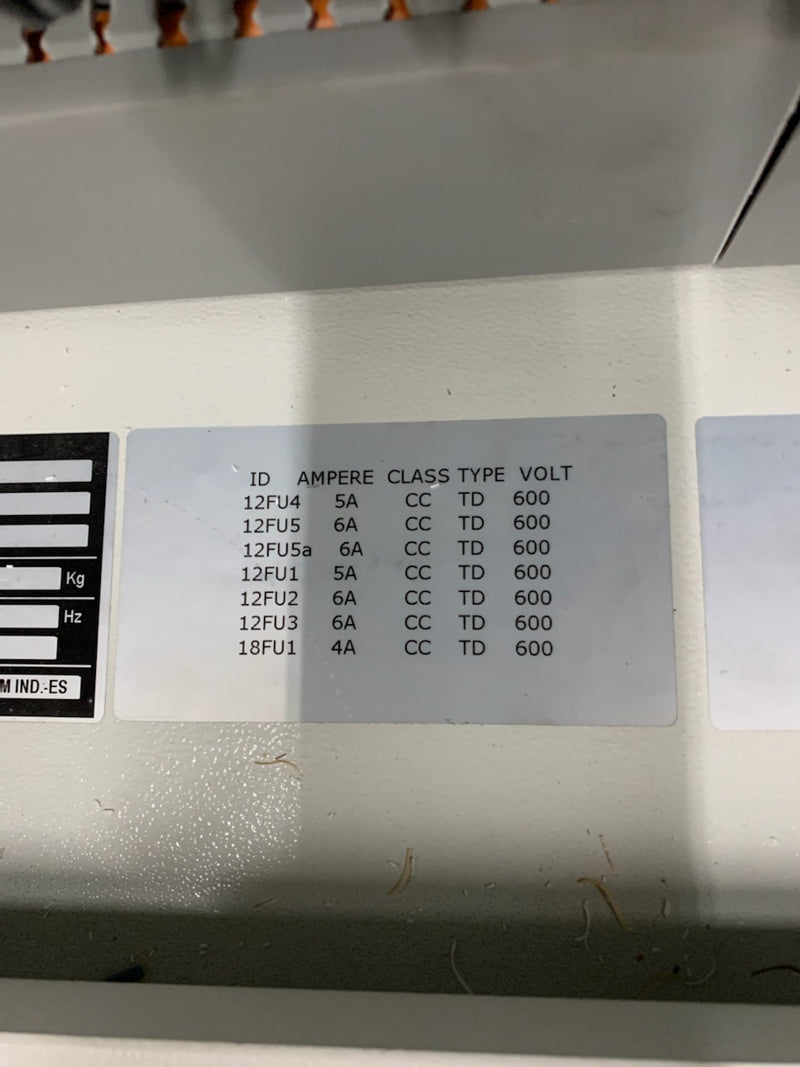 ID AMPERE CLASS TYPE VOLT
12FU4 5A CC TD 600
12FU5 6A CC TD 600
12FU5a 6A CC TD 600
12FU1 5A CC TD 600
12FU2 6A CC TD 600
12FU3 6A CC TD 600
18FU1 4A CC TD 600
Kg
Hz
M IND.-ES